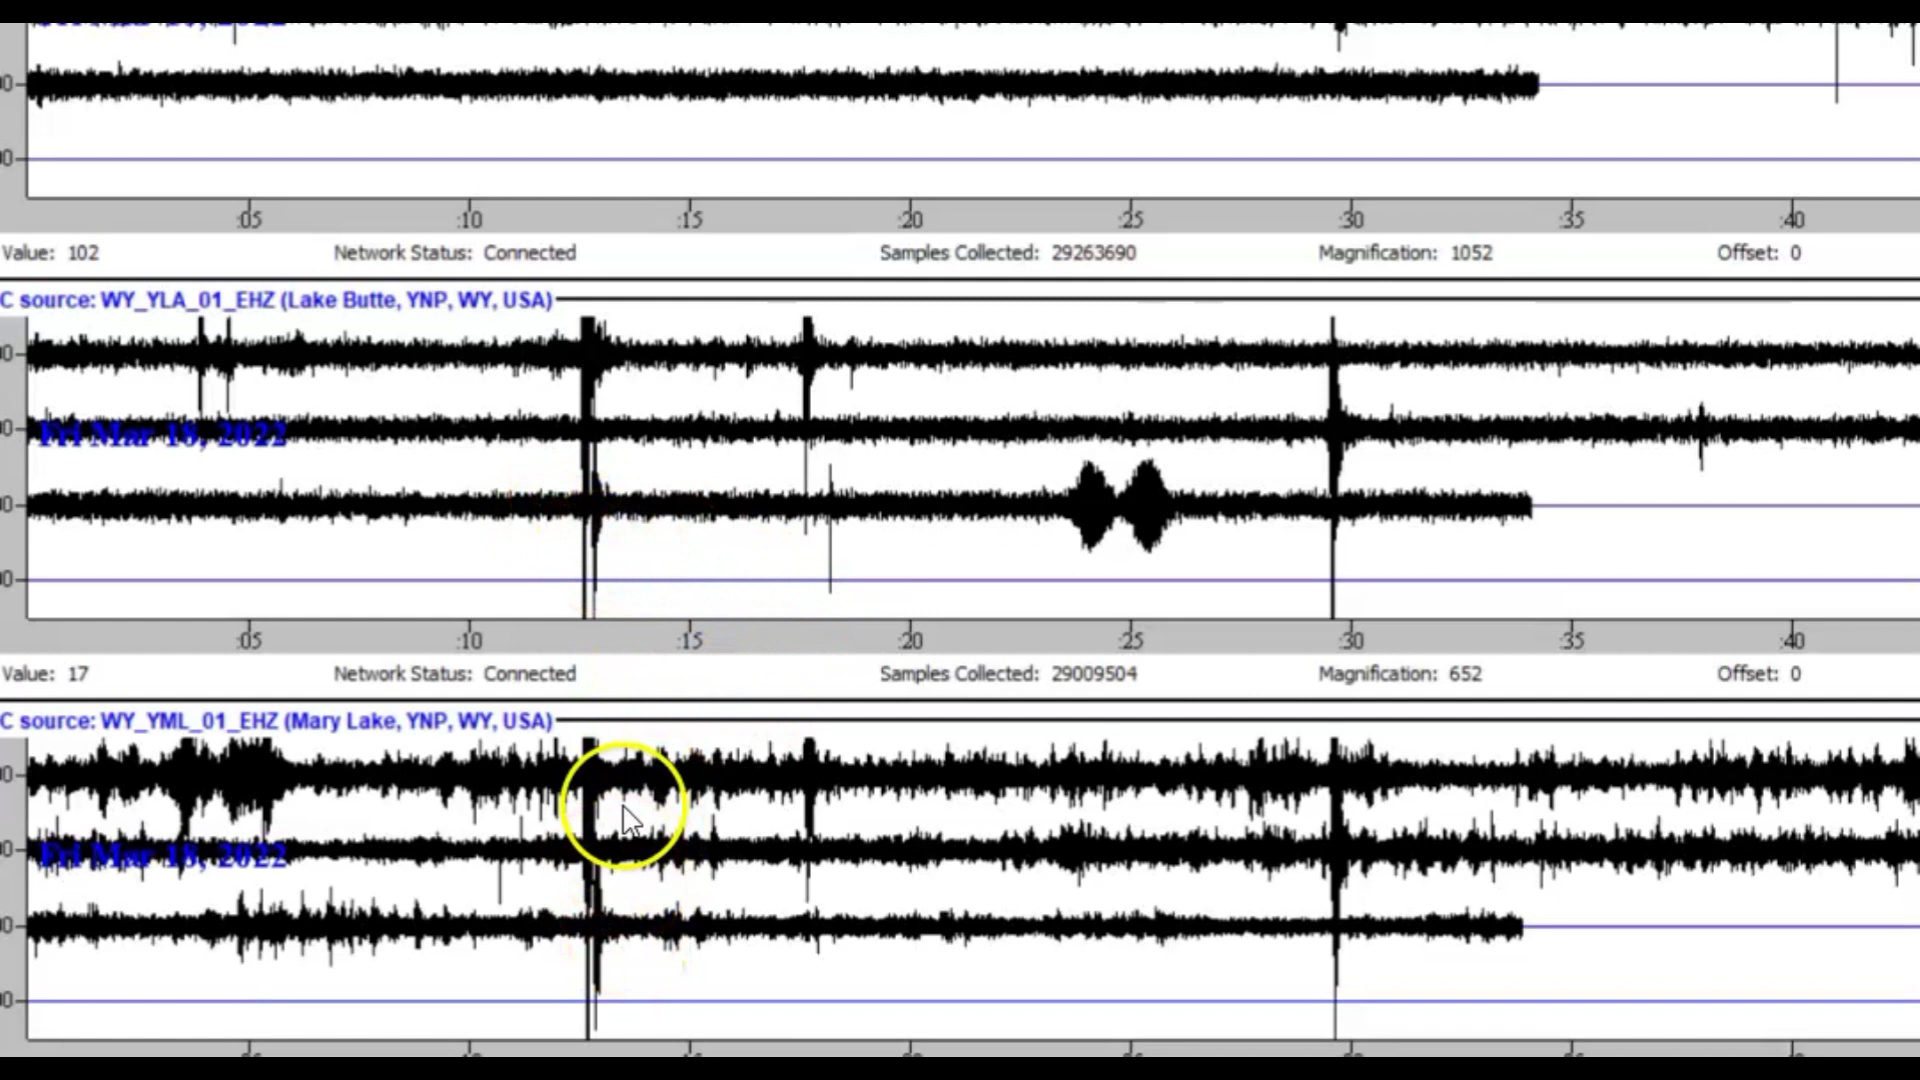 :05 :10 :15 :20 :25 :30 :35 :40
Value: 102 Network Status: Connected Samples Collected: 29263690 Magnification: 1052 Offset: 0
C source: WY_YLA_01_EHZ (Lake Butte, YNP, WY, USA)
Fri Mar 18, 2022
:05 :10 :15 :20 :25 :30 :35 :40
Value: 17 Network Status: Connected Samples Collected: 29009504 Magnification: 652 Offset: 0
C source: WY_YML_01_EHZ (Mary Lake, YNP, WY, USA)
Fri Mar 18, 2022